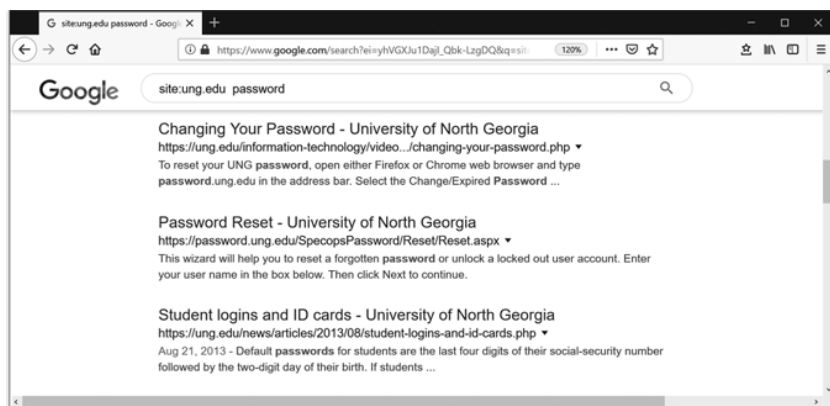 G site:ung.edu password - Googl
https://www.google.com/search?ei=yhVGXJu1DajI_Qbk-LzgDQ&q=sit
120%
Google
site:ung.edu password
Changing Your Password - University of North Georgia
https://ung.edu/information-technology/video.../changing-your-password.php
To reset your UNG password, open either Firefox or Chrome web browser and type
password.ung.edu in the address bar. Select the Change/Expired Password ...
Password Reset - University of North Georgia
https://password.ung.edu/SpecopsPassword/Reset/Reset.aspx
This wizard will help you to reset a forgotten password or unlock a locked out user account. Enter
your user name in the box below. Then click Next to continue.
Student logins and ID cards - University of North Georgia
https://ung.edu/news/articles/2013/08/student-logins-and-id-cards.php
Aug 21, 2013 - Default passwords for students are the last four digits of their social-security number
followed by the two-digit day of their birth. If students ...